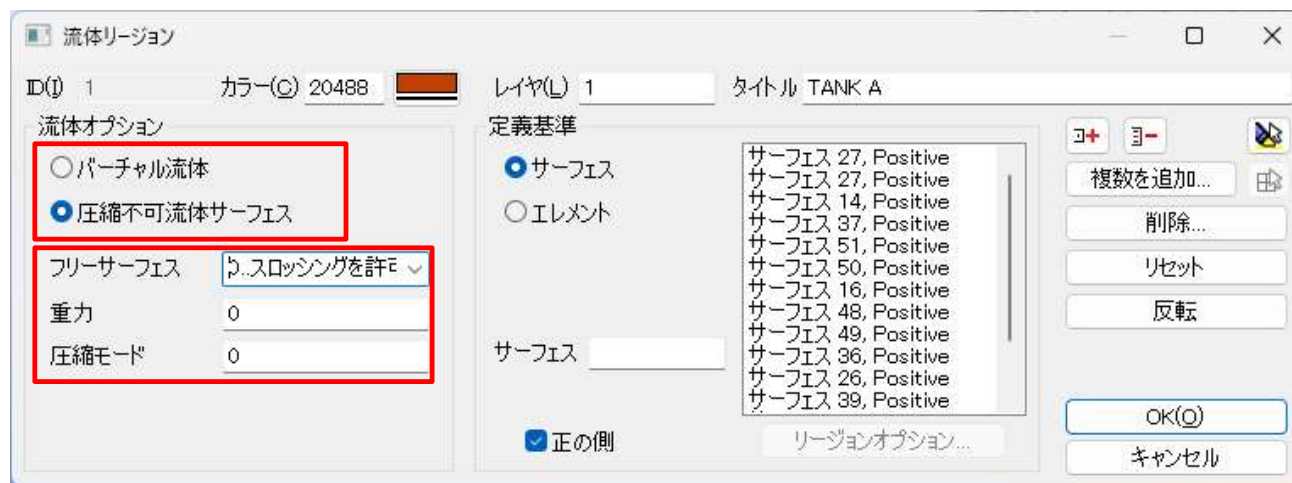 流体リージョン
ID(I) 1 カラー(C) 20488 レイヤ(L) 1 タイトル TANK A
流体オプション
バーチャル流体
圧縮不可流体サーフェス
フリーサーフェス ..スロッシングを許
重力 0
圧縮モード 0
定義基準
サーフェス
エレメント
サーフェス
正の側
サーフェス 27, Positive
サーフェス 27, Positive
サーフェス 14, Positive
サーフェス 37, Positive
サーフェス 51, Positive
サーフェス 50, Positive
サーフェス 16, Positive
サーフェス 48, Positive
サーフェス 49, Positive
サーフェス 36, Positive
サーフェス 26, Positive
サーフェス 39, Positive
リージョンオプション...
複数を追加...
削除...
リセット
反転
OK(O)
キャンセル